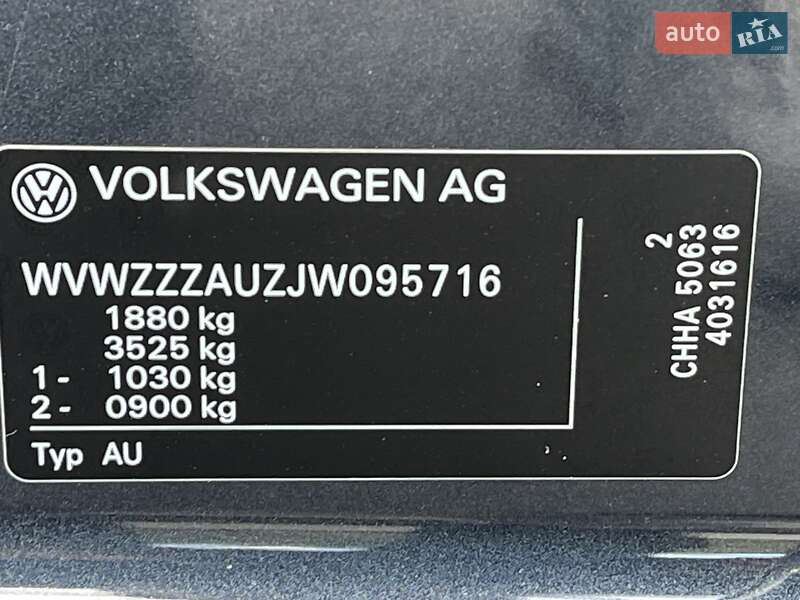 auto RIA.com
VOLKSWAGEN AG
WVWZZZAUZJW095716
1880 kg
3525 kg
1 - 1030 kg
2 - 0900 kg
Typ AU
2
CHHA 5063
4031616